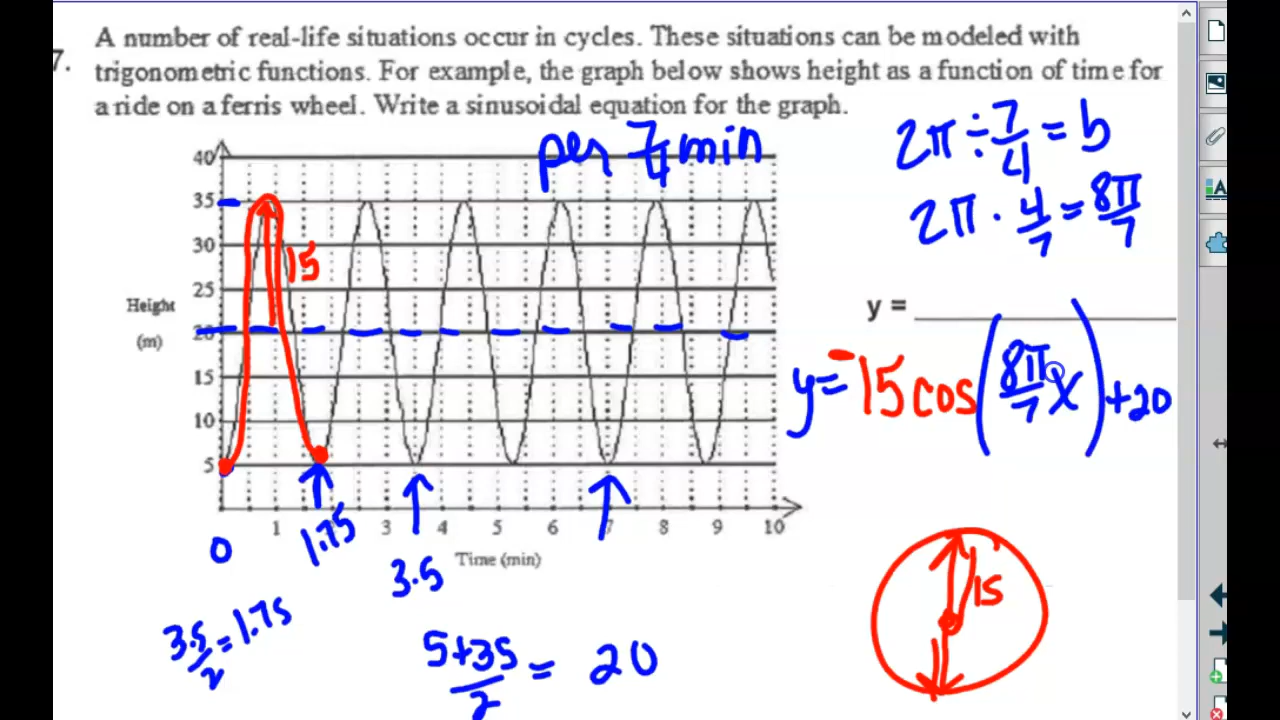 7. A number of real-life situations occur in cycles. These situations can be modeled with
trigonometric functions. For example, the graph below shows height as a function of time for
a ride on a ferris wheel. Write a sinusoidal equation for the graph.
per 7/4 min
2π ÷ 7/4 = b
2π · 4/7 = 8π/7
40
35
30
25
20
15
10
5
Height
(m)
15
y =
y = -15 cos(8π/7 x) + 20
1 3 4 5 6 7 8 9 10
Time (min)
0
1.75
3.5
3.5/2 = 1.75
5+35/2 = 20
15